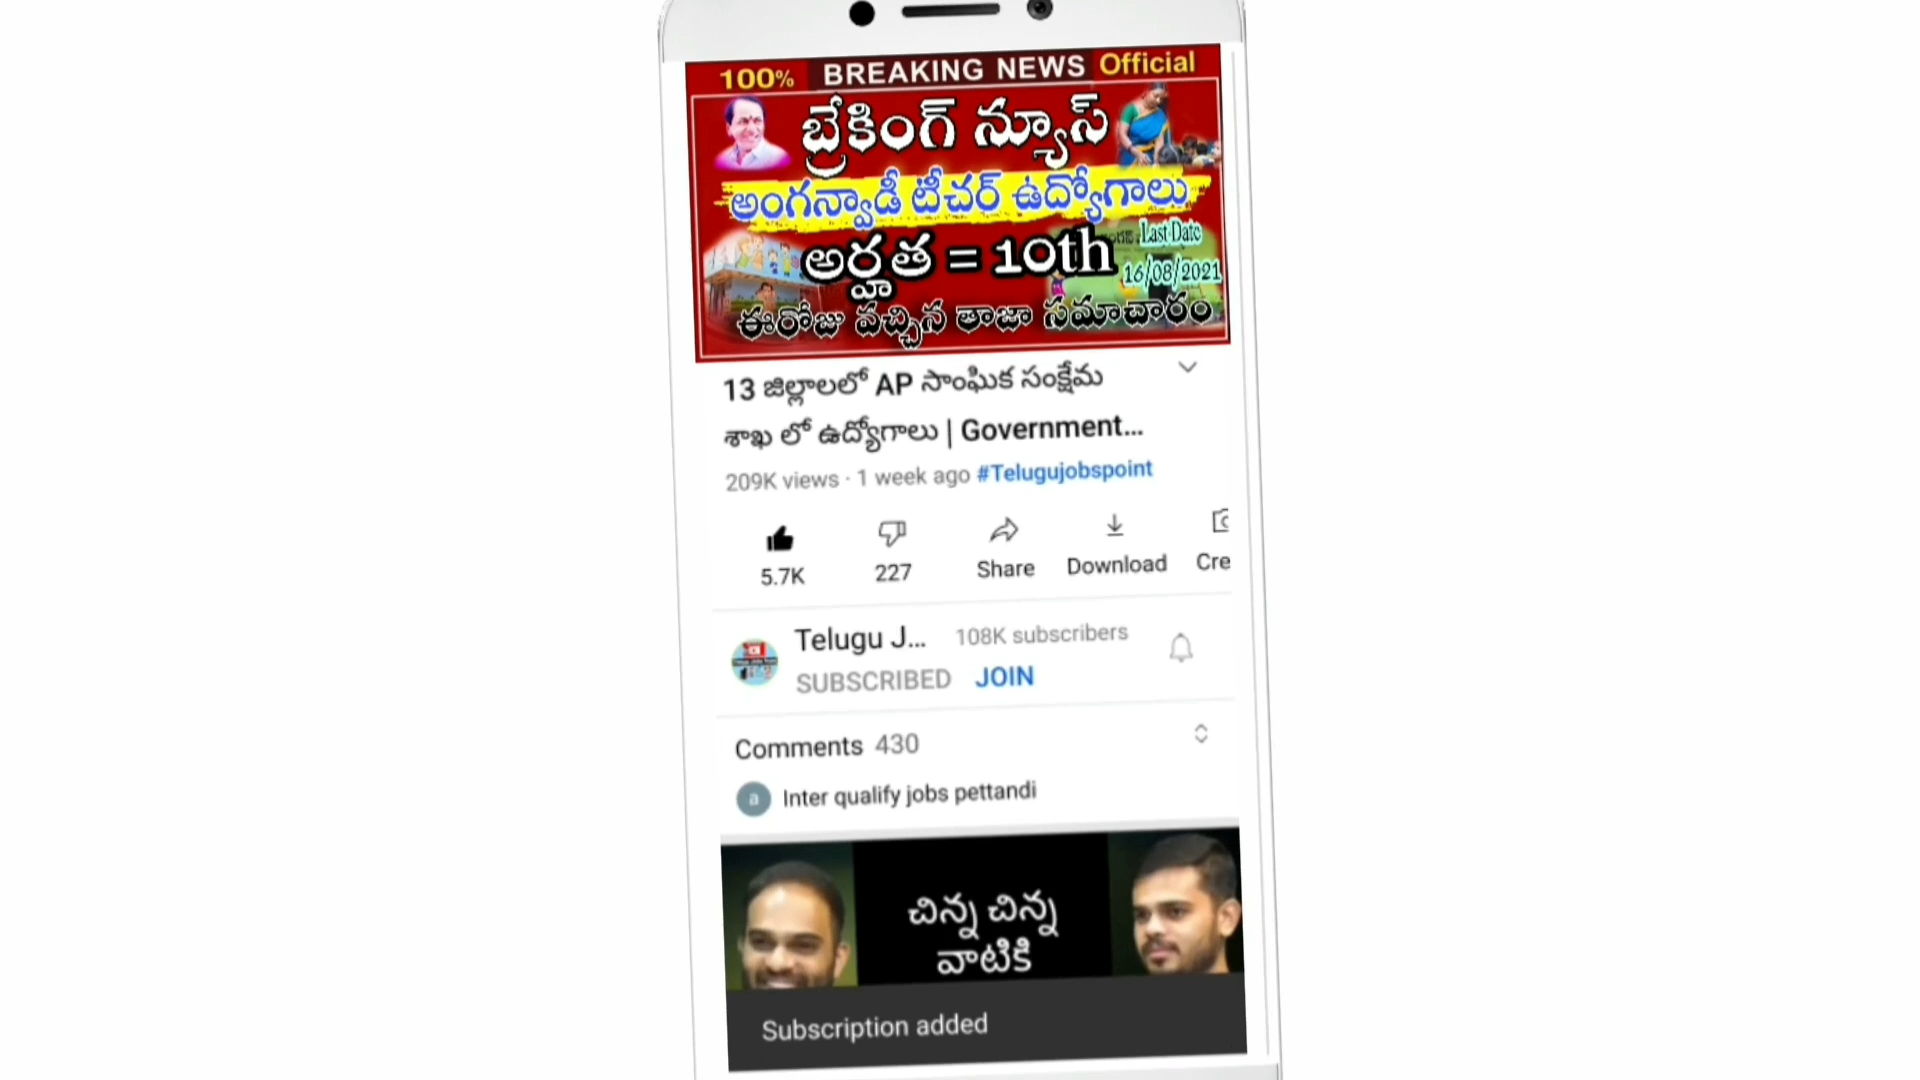 100% BREAKING NEWS Official
బ్రేకింగ్ న్యూస్
అంగన్వాడీ టీచర్ ఉద్యోగాలు
అర్హత = 10th
Last Date
16/08/2021
ఈరోజు వచ్చిన తాజా సమాచారం
13 జిల్లాలలో AP సాంఘిక సంక్షేమ
శాఖ లో ఉద్యోగాలు | Government...
209K views · 1 week ago #Telugujobspoint
5.7K 227 Share Download Cre
Telugu J... 108K subscribers
SUBSCRIBED JOIN
Comments 430
a Inter qualify jobs pettandi
చిన్న చిన్న
వాటికి
Subscription added